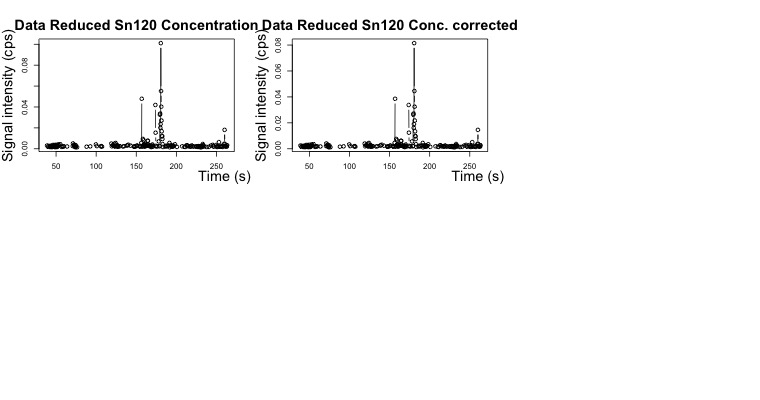 Data Reduced Sn120 Concentration
Signal intensity (cps)
0.00 0.04 0.08
50 100 150 200 250
Time (s)
Data Reduced Sn120 Conc. corrected
Signal intensity (cps)
0.00 0.02 0.04 0.06 0.08
50 100 150 200 250
Time (s)